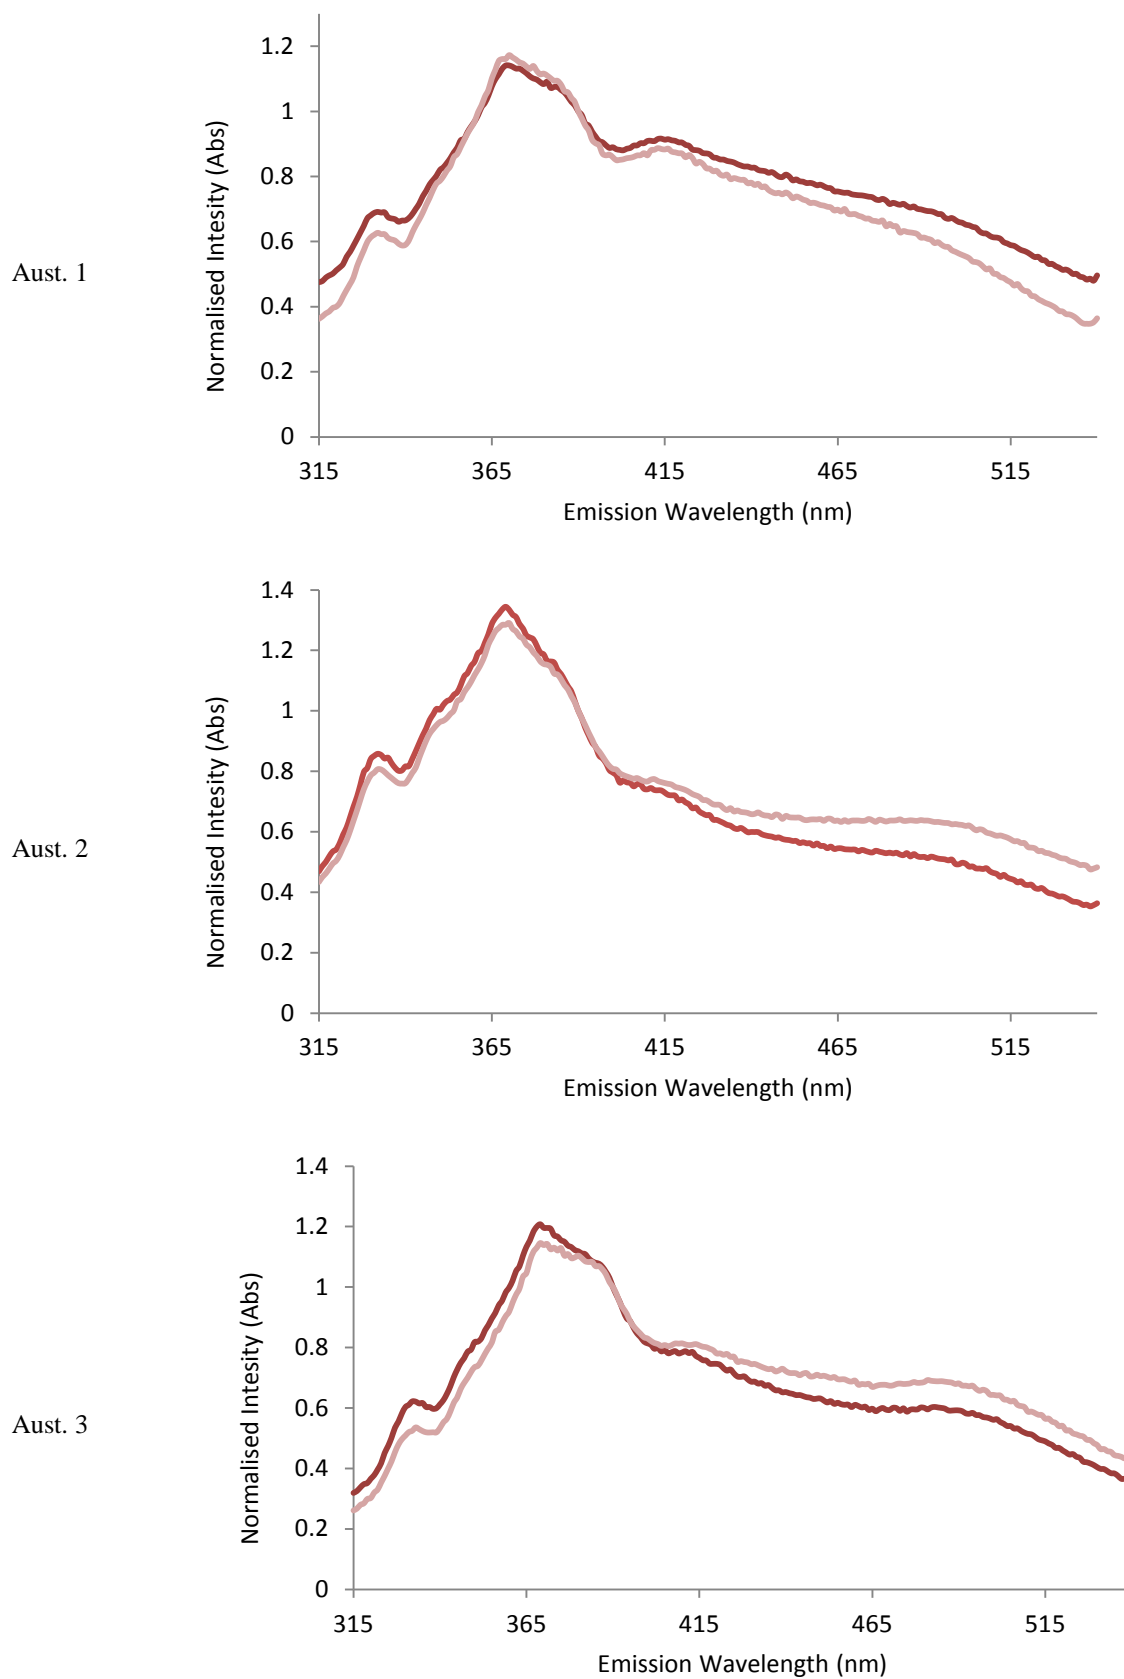 Aust. 1
Normalised Intesity (Abs)
1.2
1
0.8
0.6
0.4
0.2
0
315 365 415 465 515
Emission Wavelength (nm)
Aust. 2
Normalised Intesity (Abs)
1.4
1.2
1
0.8
0.6
0.4
0.2
0
315 365 415 465 515
Emission Wavelength (nm)
Aust. 3
Normalised Intesity (Abs)
1.4
1.2
1
0.8
0.6
0.4
0.2
0
315 365 415 465 515
Emission Wavelength (nm)